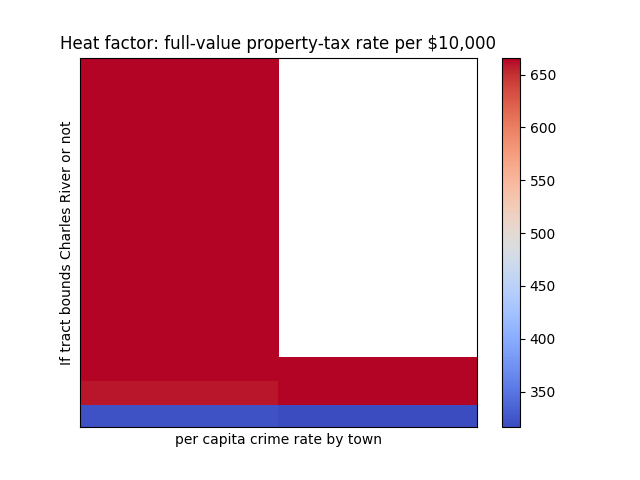 Heat factor: full-value property-tax rate per $10,000
If tract bounds Charles River or not
per capita crime rate by town
650
600
550
500
450
400
350